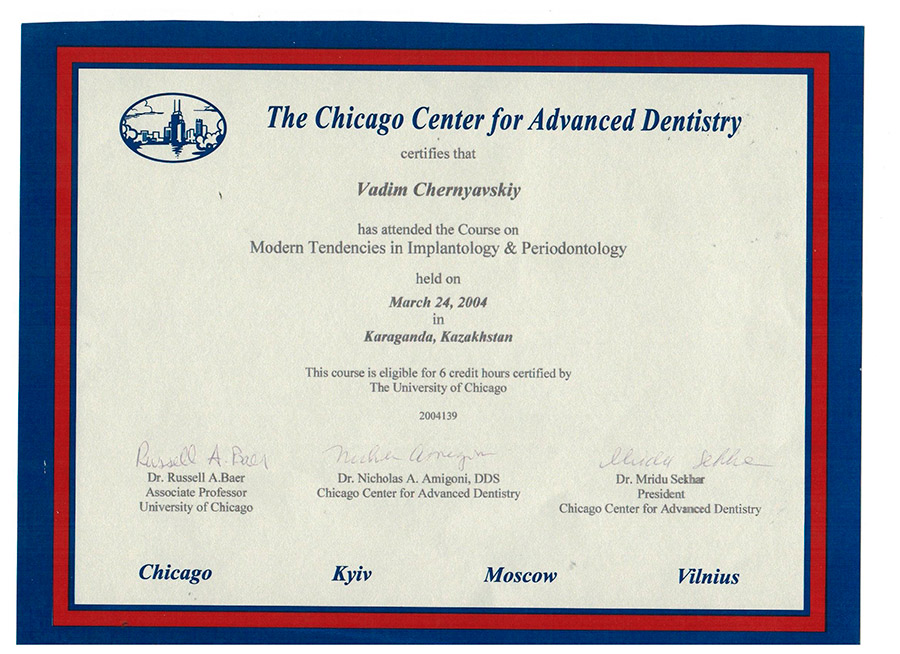 The Chicago Center for Advanced Dentistry
certifies that
Vadim Chernyavskiy
has attended the Course on
Modern Tendencies in Implantology & Periodontology
held on
March 24, 2004
in
Karaganda, Kazakhstan
This course is eligible for 6 credit hours certified by
The University of Chicago
2004139
Russell A. Baer
Dr. Russell A.Baer
Associate Professor
University of Chicago
Dr. Nicholas A. Amigoni, DDS
Chicago Center for Advanced Dentistry
Mridu Sekhar
Dr. Mridu Sekhar
President
Chicago Center for Advanced Dentistry
Chicago Kyiv Moscow Vilnius